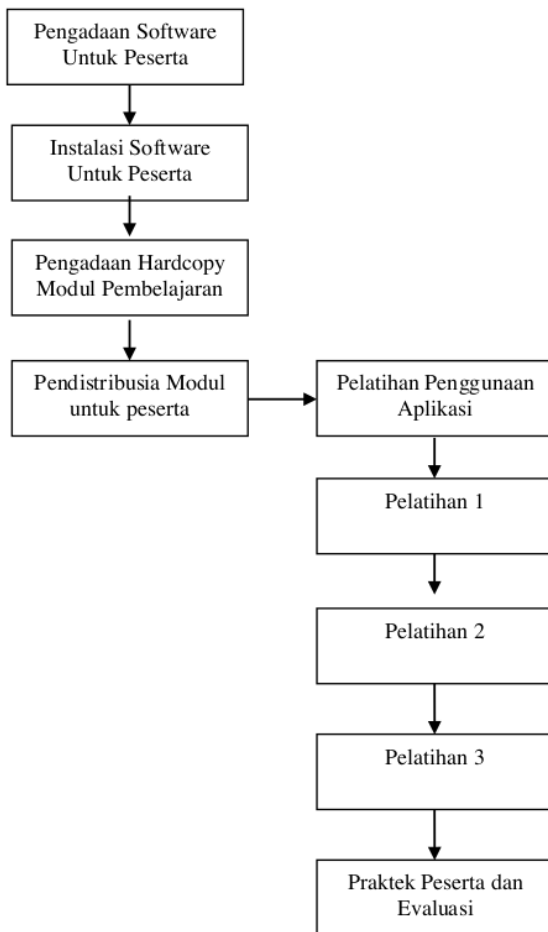 Pengadaan Software
Untuk Peserta
Instalasi Software
Untuk Peserta
Pengadaan Hardcopy
Modul Pembelajaran
Pendistribusia Modul
untuk peserta
Pelatihan Penggunaan
Aplikasi
Pelatihan 1
Pelatihan 2
Pelatihan 3
Praktek Peserta dan
Evaluasi